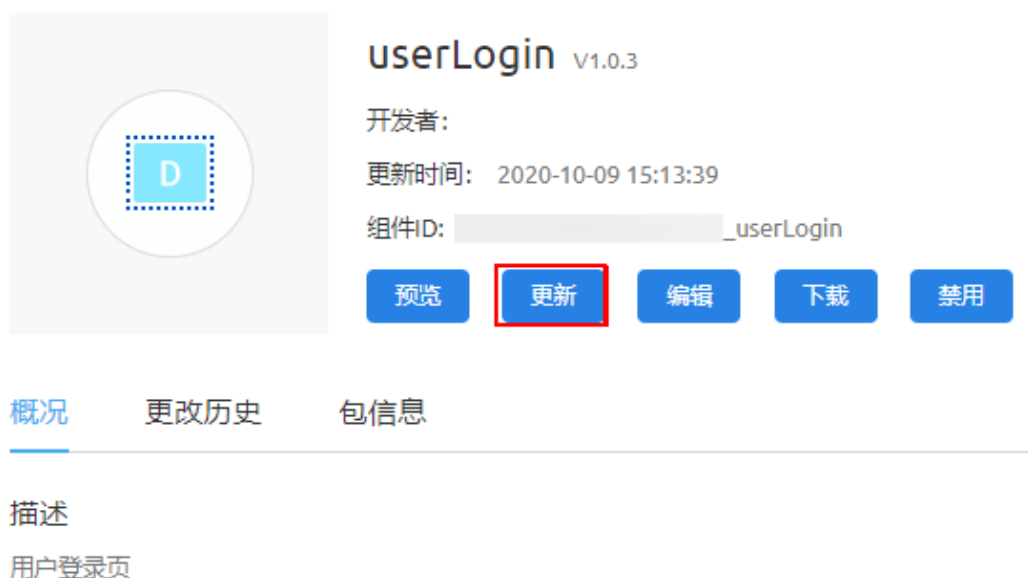 userLogin V1.0.3
开发者：
D
更新时间： 2020-10-09 15:13:39
组件ID: _userLogin
预览 更新 编辑 下载 禁用
概况 更改历史 包信息
描述
用户登录页